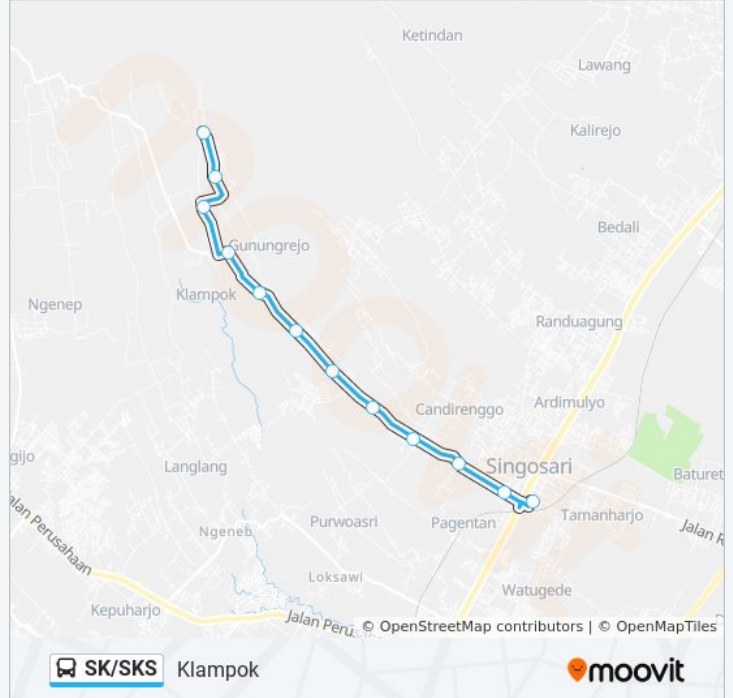 Ketindan
Lawang
Kalirejo
Bedali
Gunungrejo
Klampok
Ngenep
Randuagung
Ardimulyo
Candirenggo
Singosari
gijo
Langlang
Baturet
Jalan Perusahaan
Ngeneb
Purwoasri
Pagentan
Tamanharjo
Jalan R
Loksawi
Watugede
Kepuharjo
Jalan Peru
© OpenStreetMap contributors | © OpenMapTiles
SK/SKS Klampok
moovit